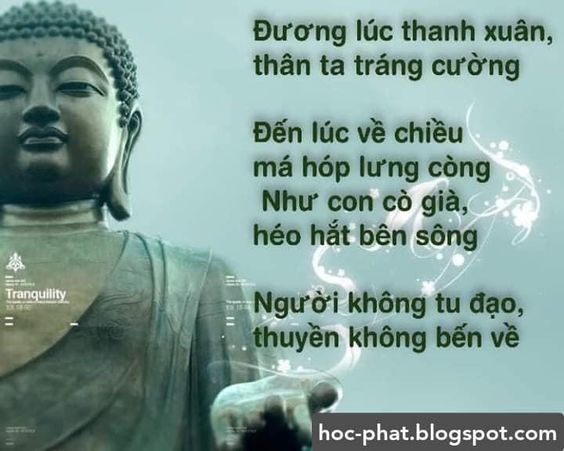 Đương lúc thanh xuân,
thân ta tráng cường
Đến lúc về chiều
má hóp lưng còng
Như con cò già,
héo hắt bên sông
Người không tu đạo,
thuyền không bến về
Tranquility
hoc-phat.blogspot.com